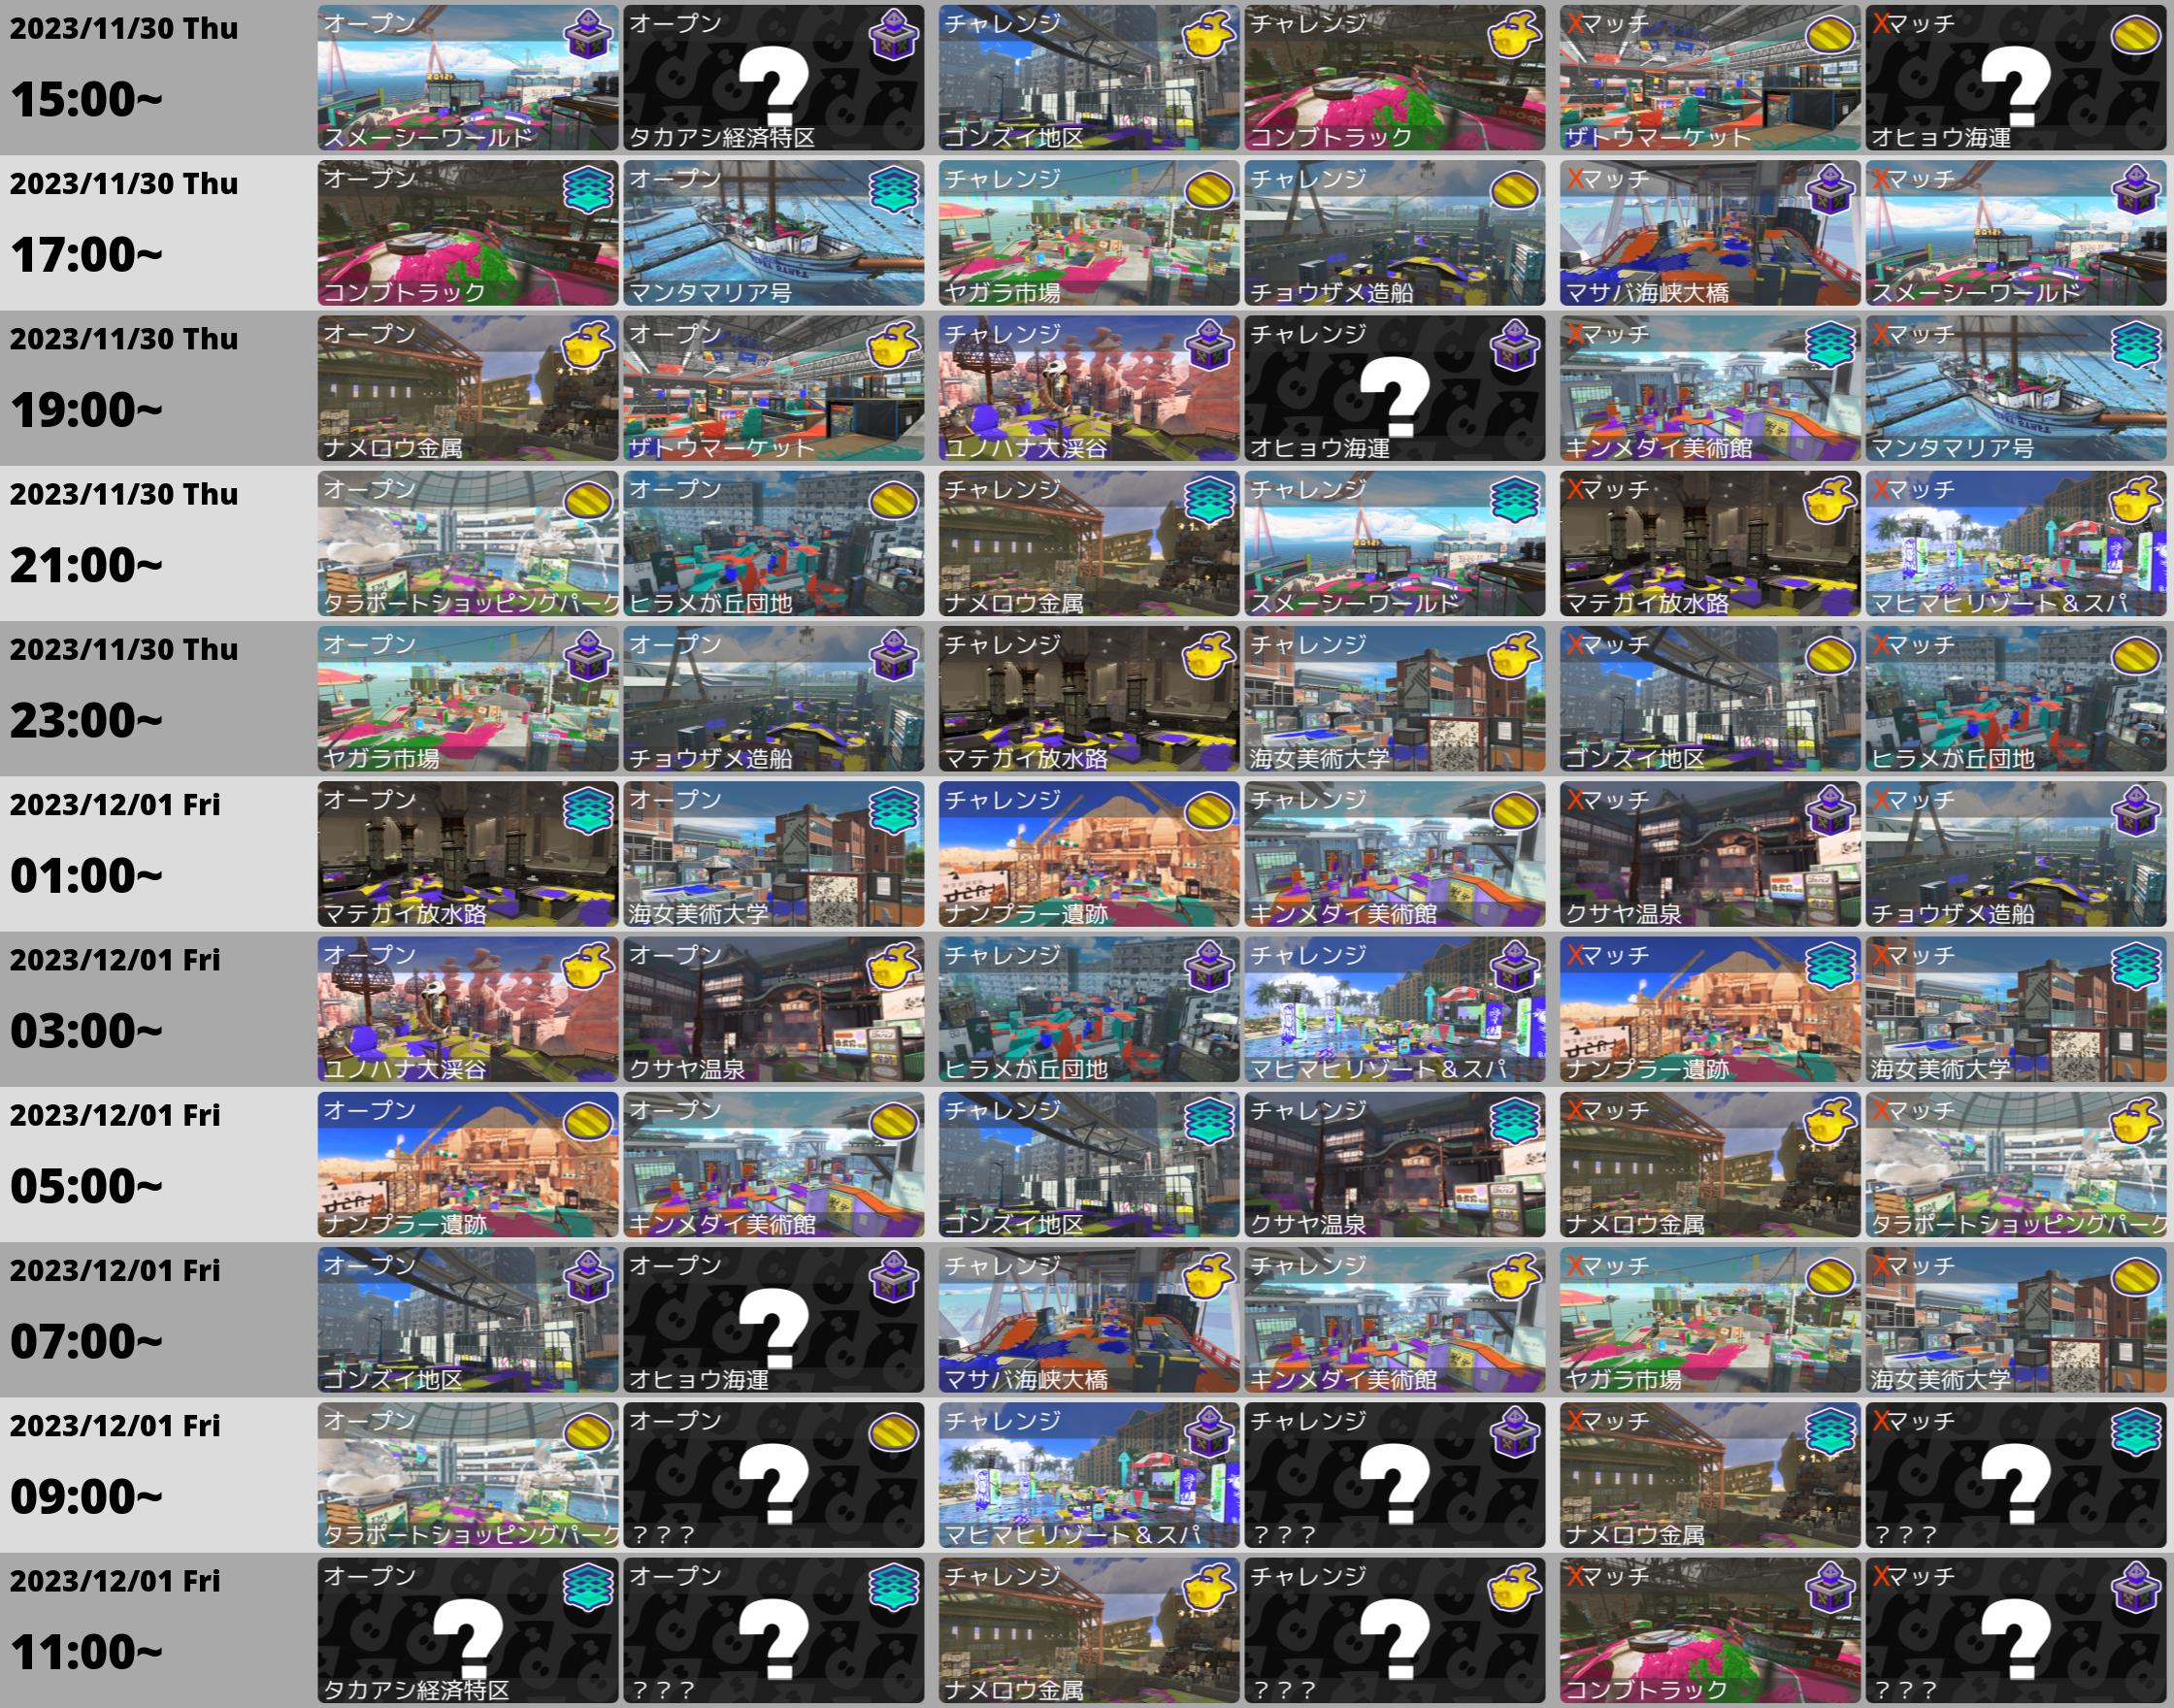 2023/11/30 Thu
15:00~
オープン
スメーシーワールド
オープン
タカアシ経済特区
チャレンジ
ゴンズイ地区
チャレンジ
コンブトラック
Xマッチ
ザトウマーケット
Xマッチ
オヒョウ海運
2023/11/30 Thu
17:00~
オープン
コンブトラック
オープン
マンタマリア号
チャレンジ
ヤガラ市場
チャレンジ
チョウザメ造船
Xマッチ
マサバ海峡大橋
Xマッチ
スメーシーワールド
2023/11/30 Thu
19:00~
オープン
ナメロウ金属
オープン
ザトウマーケット
チャレンジ
ユノハナ大渓谷
チャレンジ
オヒョウ海運
Xマッチ
キンメダイ美術館
Xマッチ
マンタマリア号
2023/11/30 Thu
21:00~
オープン
タラポートショッピングパーク
オープン
ヒラメが丘団地
チャレンジ
ナメロウ金属
チャレンジ
スメーシーワールド
Xマッチ
マテガイ放水路
Xマッチ
マヒマヒリゾート＆スパ
2023/11/30 Thu
23:00~
オープン
ヤガラ市場
オープン
チョウザメ造船
チャレンジ
マテガイ放水路
チャレンジ
海女美術大学
Xマッチ
ゴンズイ地区
Xマッチ
ヒラメが丘団地
2023/12/01 Fri
01:00~
オープン
マテガイ放水路
オープン
海女美術大学
チャレンジ
ナンプラー遺跡
チャレンジ
キンメダイ美術館
Xマッチ
クサヤ温泉
Xマッチ
チョウザメ造船
2023/12/01 Fri
03:00~
オープン
ユノハナ大渓谷
オープン
クサヤ温泉
チャレンジ
ヒラメが丘団地
チャレンジ
マヒマヒリゾート＆スパ
Xマッチ
ナンプラー遺跡
Xマッチ
海女美術大学
2023/12/01 Fri
05:00~
オープン
ナンプラー遺跡
オープン
キンメダイ美術館
チャレンジ
ゴンズイ地区
チャレンジ
クサヤ温泉
Xマッチ
ナメロウ金属
Xマッチ
タラポートショッピングパーク
2023/12/01 Fri
07:00~
オープン
ゴンズイ地区
オープン
オヒョウ海運
チャレンジ
マサバ海峡大橋
チャレンジ
キンメダイ美術館
Xマッチ
ヤガラ市場
Xマッチ
海女美術大学
2023/12/01 Fri
09:00~
オープン
タラポートショッピングパーク
オープン
？？？
チャレンジ
マヒマヒリゾート＆スパ
チャレンジ
？？？
Xマッチ
ナメロウ金属
Xマッチ
？？？
2023/12/01 Fri
11:00~
オープン
タカアシ経済特区
オープン
？？？
チャレンジ
ナメロウ金属
チャレンジ
？？？
Xマッチ
コンブトラック
Xマッチ
？？？